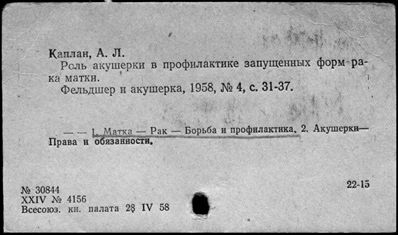 Каплан, А. Л.
Роль акушерки в профилактике запущенных форм ра-
ка матки.
Фельдшер и акушерка, 1958, № 4, с. 31-37.
— — 1. Матка — Рак — Борьба и профилактика. 2. Акушерки—
Права и обязанности.
22-15
№ 30844
XXIV № 4156
Всесоюз. кн. палата 28 IV 58